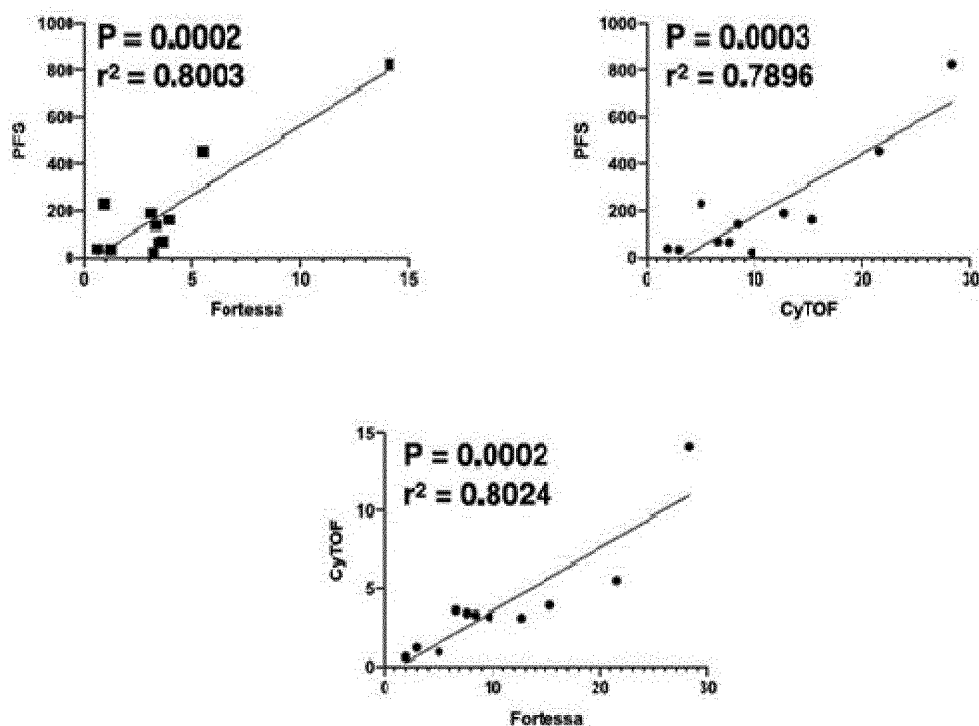 P = 0.0002
r² = 0.8003
1000
800
600
400
200
0
PFS
0 5 10 15
Fortessa
P = 0.0003
r² = 0.7896
1000
800
600
400
200
0
PFS
0 10 20 30
CyTOF
P = 0.0002
r² = 0.8024
15
10
5
0
CyTOF
0 10 20 30
Fortessa